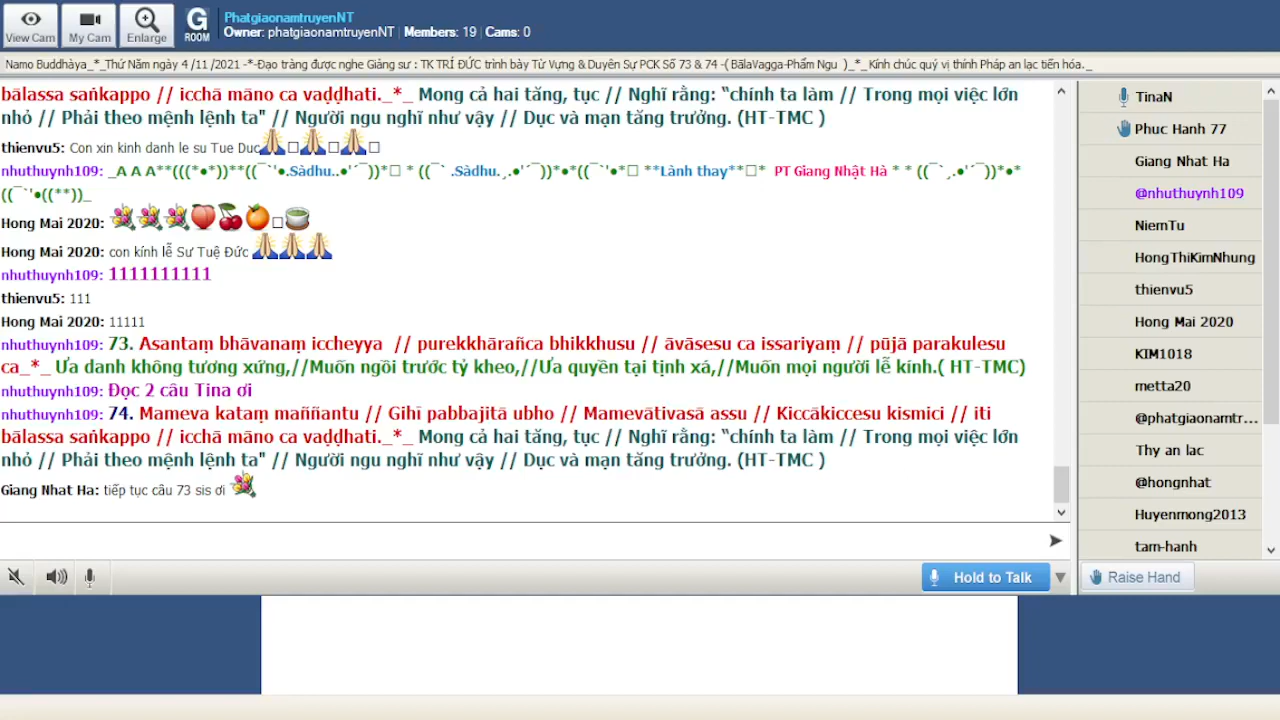 View Cam
My Cam
Enlarge
G ROOM
PhatgiaonamtruyenNT
Owner: phatgiaonamtruyenNT | Members: 19 | Cams: 0
Namo Buddhàya_*_Thứ Năm ngày 4 /11 /2021 -*-Đạo tràng được nghe Giảng sư : TK TRÍ ĐỨC trình bày Từ Vựng & Duyên Sự PCK Số 73 & 74 -( BālaVagga-Phẩm Ngu )_*_Kính chúc quý vị thính Pháp an lạc tiến hóa._
bālassa saṅkappo // icchā māno ca vaḍḍhati._*_ Mong cả hai tăng, tục // Nghĩ rằng: “chính ta làm // Trong mọi việc lớn
nhỏ // Phải theo mệnh lệnh ta" // Người ngu nghĩ như vậy // Dục và mạn tăng trưởng. (HT-TMC )
thienvu5: Con xin kinh danh le su Tue Duc
nhuthuynh109: _A A A**(((*•*))**((¯`'•.Sàdhu..•'´¯))*□ * ((¯` .Sàdhu.¸.•'´¯))*•*((¯`'•*□ **Lành thay**□* PT Giang Nhật Hà * * ((¯`¸.•'´¯))*•*
((¯`'•((**))_
Hong Mai 2020:
Hong Mai 2020: con kính lễ Sư Tuệ Đức
nhuthuynh109: 1111111111
thienvu5: 111
Hong Mai 2020: 11111
nhuthuynh109: 73. Asantaṃ bhāvanaṃ iccheyya // purekkhārañca bhikkhusu // āvāsesu ca issariyaṃ // pūjā parakulesu
ca_*_ Ưa danh không tương xứng,//Muốn ngồi trước tỷ kheo,//Ưa quyền tại tịnh xá,//Muốn mọi người lễ kính.( HT-TMC)
nhuthuynh109: Đọc 2 câu Tina ơi
nhuthuynh109: 74. Mameva kataṃ maññantu // Gihī pabbajitā ubho // Mamevātivasā assu // Kiccākiccesu kismici // iti
bālassa saṅkappo // icchā māno ca vaḍḍhati._*_ Mong cả hai tăng, tục // Nghĩ rằng: “chính ta làm // Trong mọi việc lớn
nhỏ // Phải theo mệnh lệnh ta" // Người ngu nghĩ như vậy // Dục và mạn tăng trưởng. (HT-TMC )
Giang Nhat Ha: tiếp tục câu 73 sis ơi
Hold to Talk
TinaN
Phuc Hanh 77
Giang Nhat Ha
@nhuthuynh109
NiemTu
HongThiKimNhung
thienvu5
Hong Mai 2020
KIM1018
metta20
@phatgiaonamtr...
Thy an lac
@hongnhat
Huyenmong2013
tam-hanh
Raise Hand